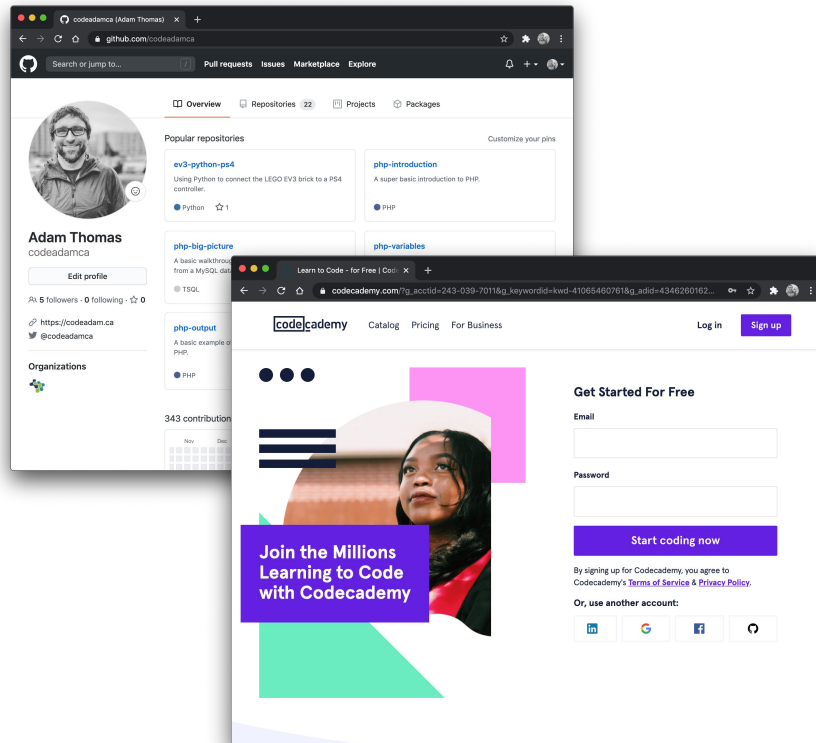 codeadamca (Adam Thomas)
github.com/codeadamca
Search or jump to...
/
Pull requests Issues Marketplace Explore
Overview
Repositories 22
Projects
Packages
Popular repositories
Customize your pins
ev3-python-ps4
Using Python to connect the LEGO EV3 brick to a PS4
controller.
Python 1
php-introduction
A super basic introduction to PHP.
PHP
Adam Thomas
codeadamca
Edit profile
5 followers · 0 following · 0
https://codeadam.ca
@codeadamca
Organizations
php-big-picture
A basic walkthrou
from a MySQL dat
TSQL
php-variables
php-output
A basic example o
PHP.
PHP
343 contribution
Nov Dec
Learn to Code - for Free | Code
codecademy.com/?g_acctid=243-039-7011&g_keywordid=kwd-41065460761&g_adid=4346260162...
codecademy
Catalog Pricing For Business
Log in
Sign up
Join the Millions
Learning to Code
with Codecademy
Get Started For Free
Email
Password
Start coding now
By signing up for Codecademy, you agree to
Codecademy's Terms of Service & Privacy Policy.
Or, use another account:
in G f